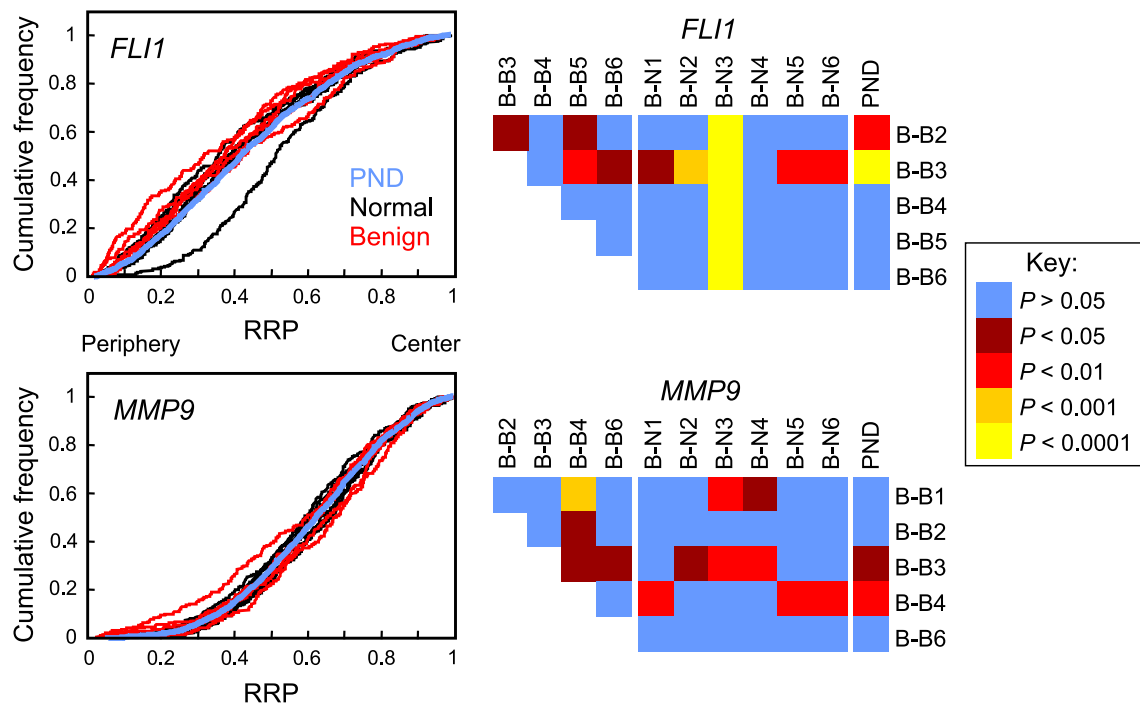 FLI1
Cumulative frequency
1
0.8
0.6
0.4
0.2
0
PND
Normal
Benign
0 0.2 0.4 0.6 0.8 1
RRP
Periphery Center
FLI1
B-B3 B-B4 B-B5 B-B6 B-N1 B-N2 B-N3 B-N4 B-N5 B-N6 PND
B-B2
B-B3
B-B4
B-B5
B-B6
MMP9
Cumulative frequency
1
0.8
0.6
0.4
0.2
0
0 0.2 0.4 0.6 0.8 1
RRP
MMP9
B-B2 B-B3 B-B4 B-B6 B-N1 B-N2 B-N3 B-N4 B-N5 B-N6 PND
B-B1
B-B2
B-B3
B-B4
B-B6
Key:
P > 0.05
P < 0.05
P < 0.01
P < 0.001
P < 0.0001